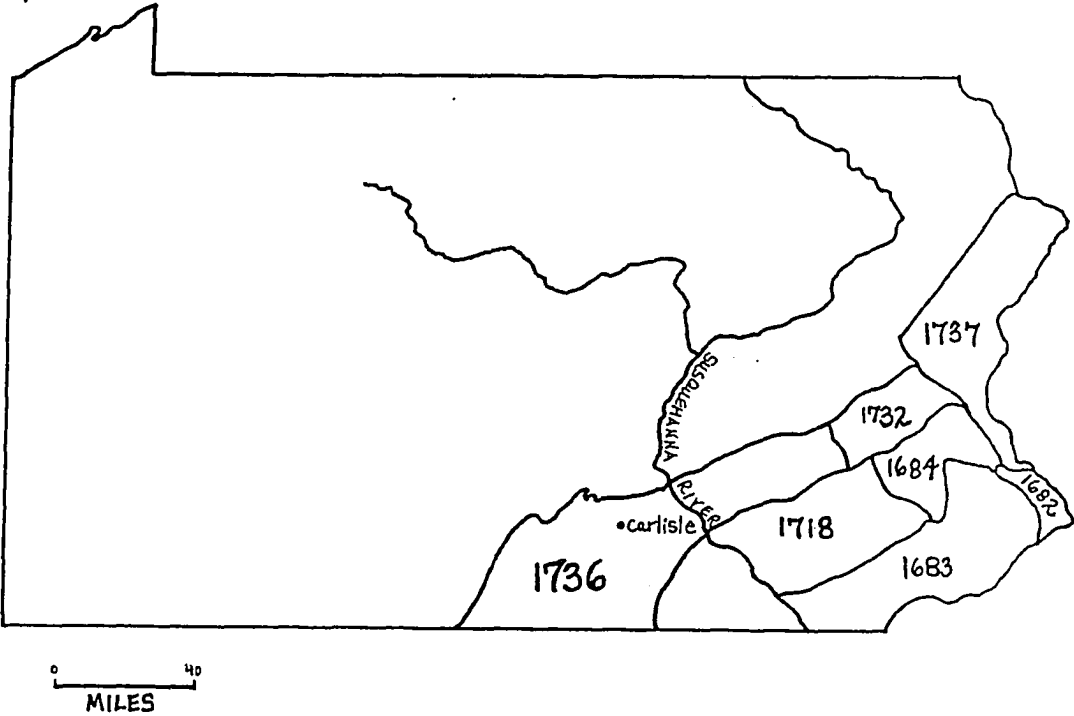 1737
SUSQUEHANNA
RIVER
1732
1684
1682
•Carlisle
1718
1736
1683
0 40
MILES